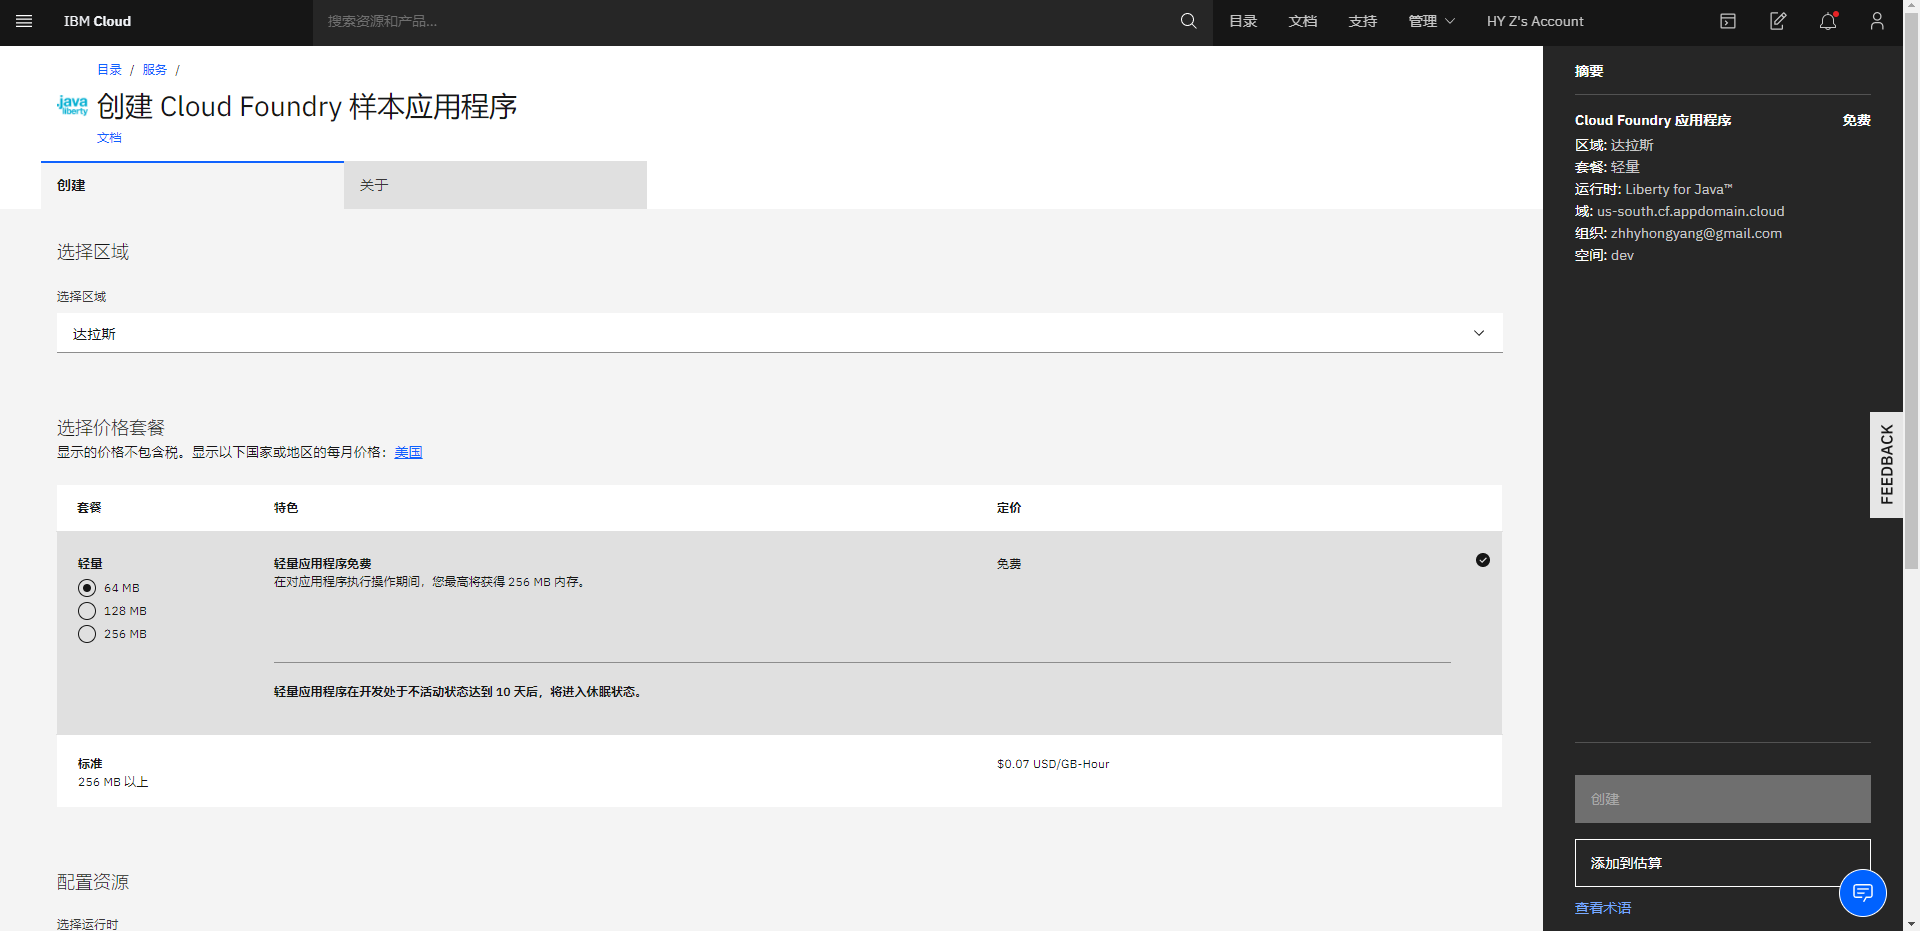 IBM Cloud
搜索资源和产品...
目录
文档
支持
管理
HY Z's Account
目录 / 服务 /
java
liberty
创建 Cloud Foundry 样本应用程序
文档
创建
关于
选择区域
选择区域
达拉斯
选择价格套餐
显示的价格不包含税。显示以下国家或地区的每月价格：美国
套餐
特色
定价
轻量
64 MB
128 MB
256 MB
轻量应用程序免费
在对应用程序执行操作期间，您最高将获得 256 MB 内存。
免费
轻量应用程序在开发处于不活动状态达到 10 天后，将进入休眠状态。
标准
256 MB 以上
$0.07 USD/GB-Hour
配置资源
选择运行时
摘要
Cloud Foundry 应用程序
免费
区域: 达拉斯
套餐: 轻量
运行时: Liberty for Java™
域: us-south.cf.appdomain.cloud
组织: zhhyhongyang@gmail.com
空间: dev
FEEDBACK
创建
添加到估算
查看术语